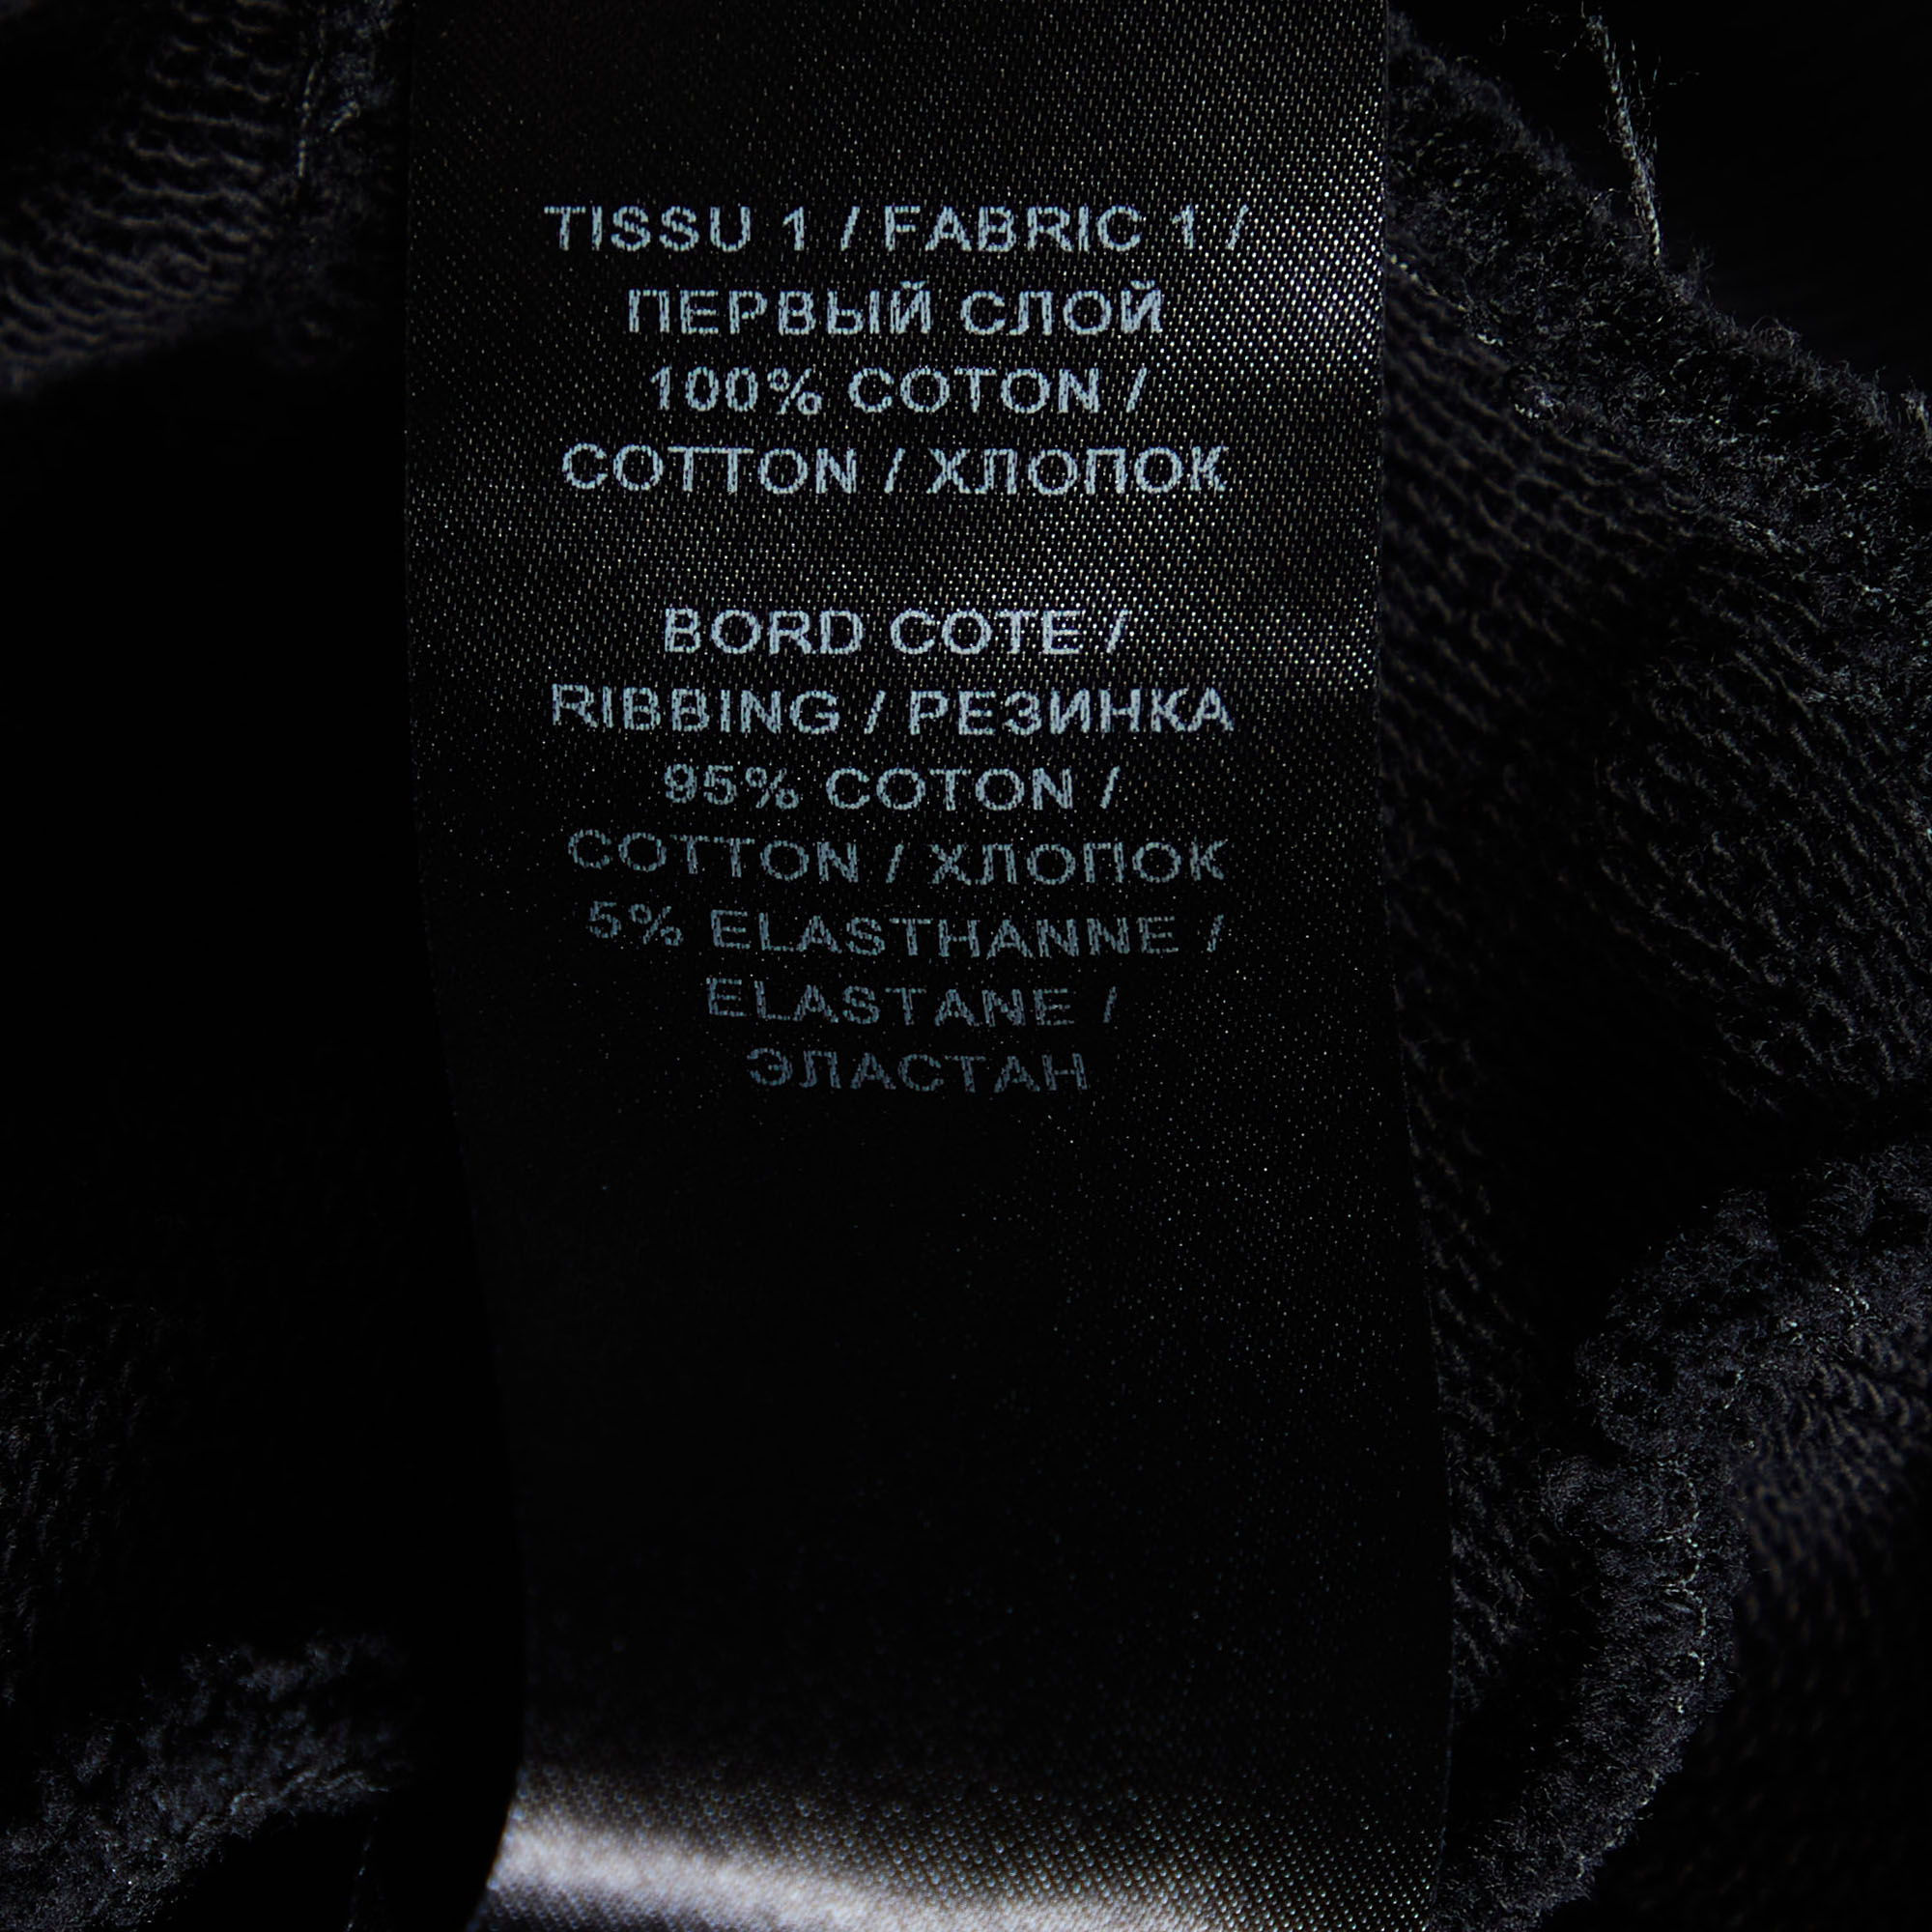 TISSU 1 / FABRIC 1 /
ПЕРВЫЙ СЛОЙ
100% COTON /
COTTON / ХЛОПОК
BORD COTE /
RIBBING / РЕЗИНКА
95% COTON /
COTTON / ХЛОПОК
5% ELASTHANNE /
ELASTANE /
ЭЛАСТАН